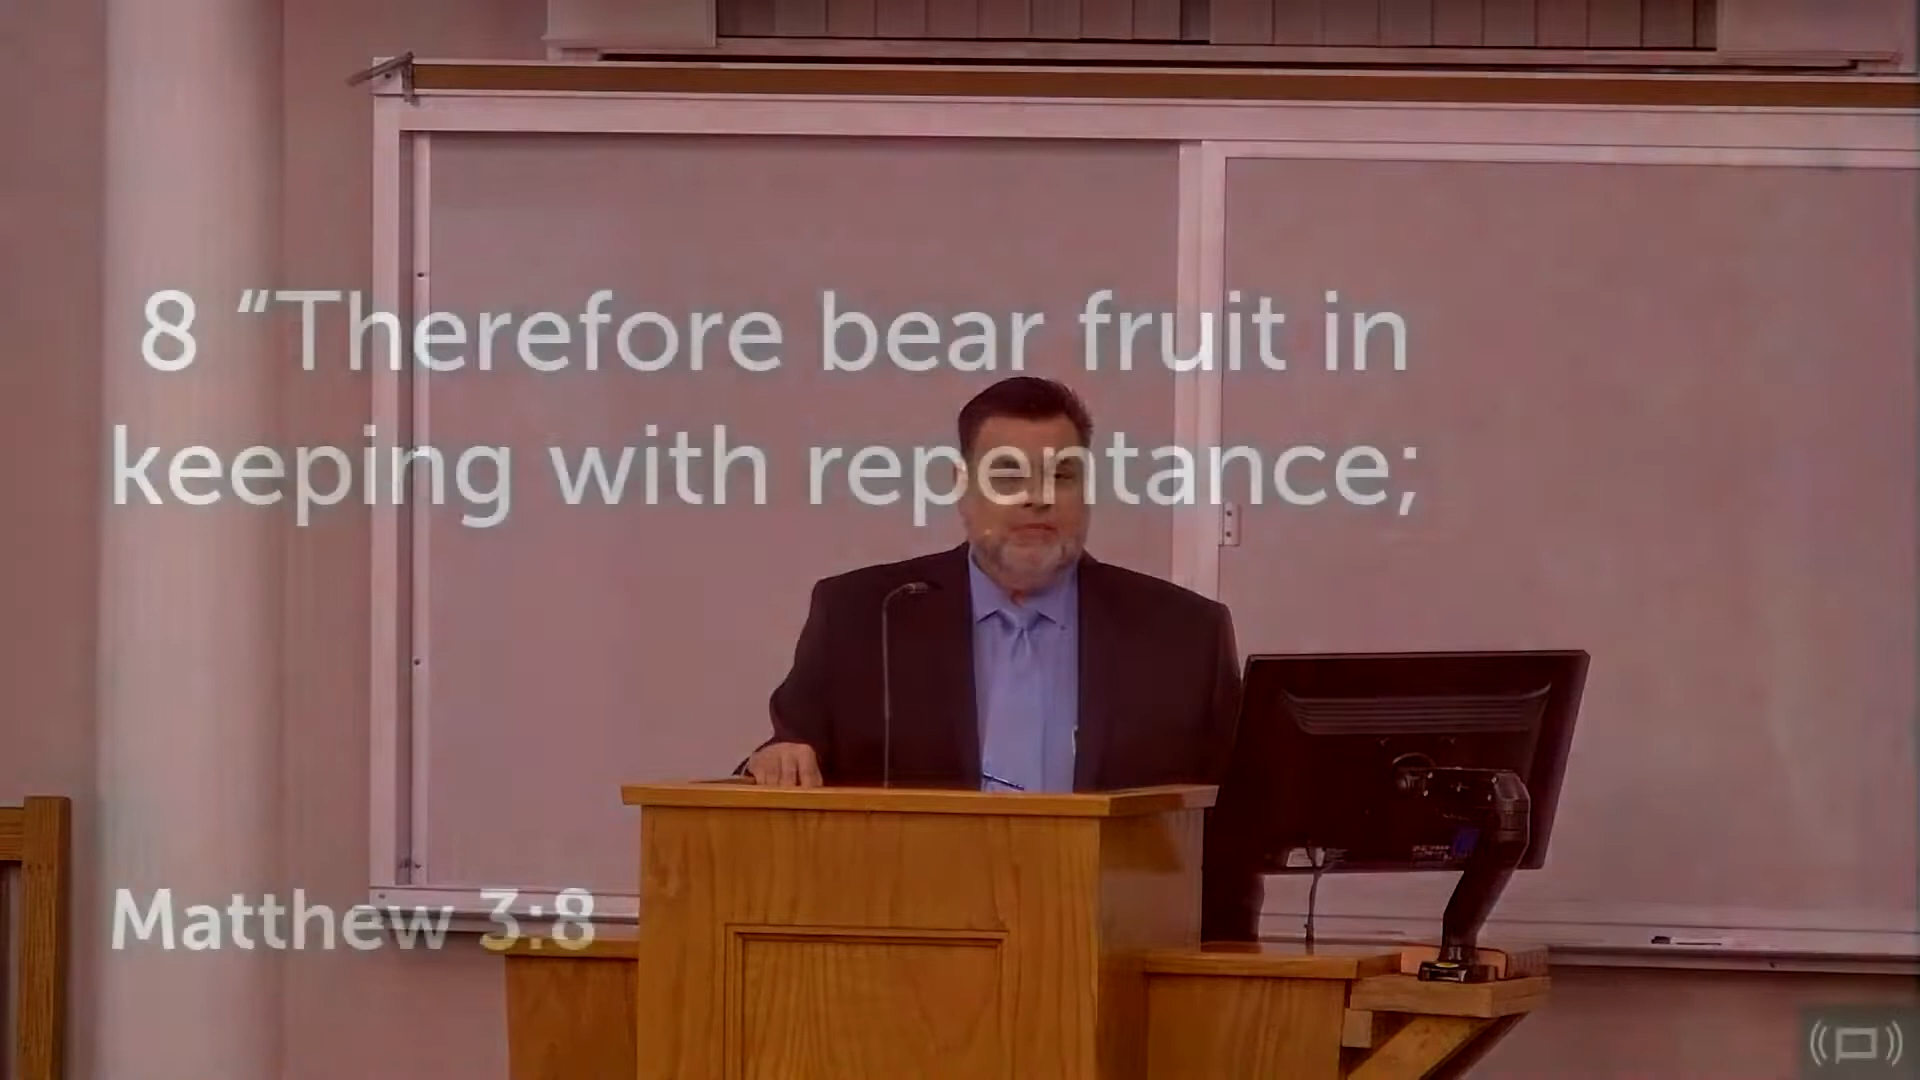 8 “Therefore bear fruit in
keeping with repentance;
Matthew 3:8